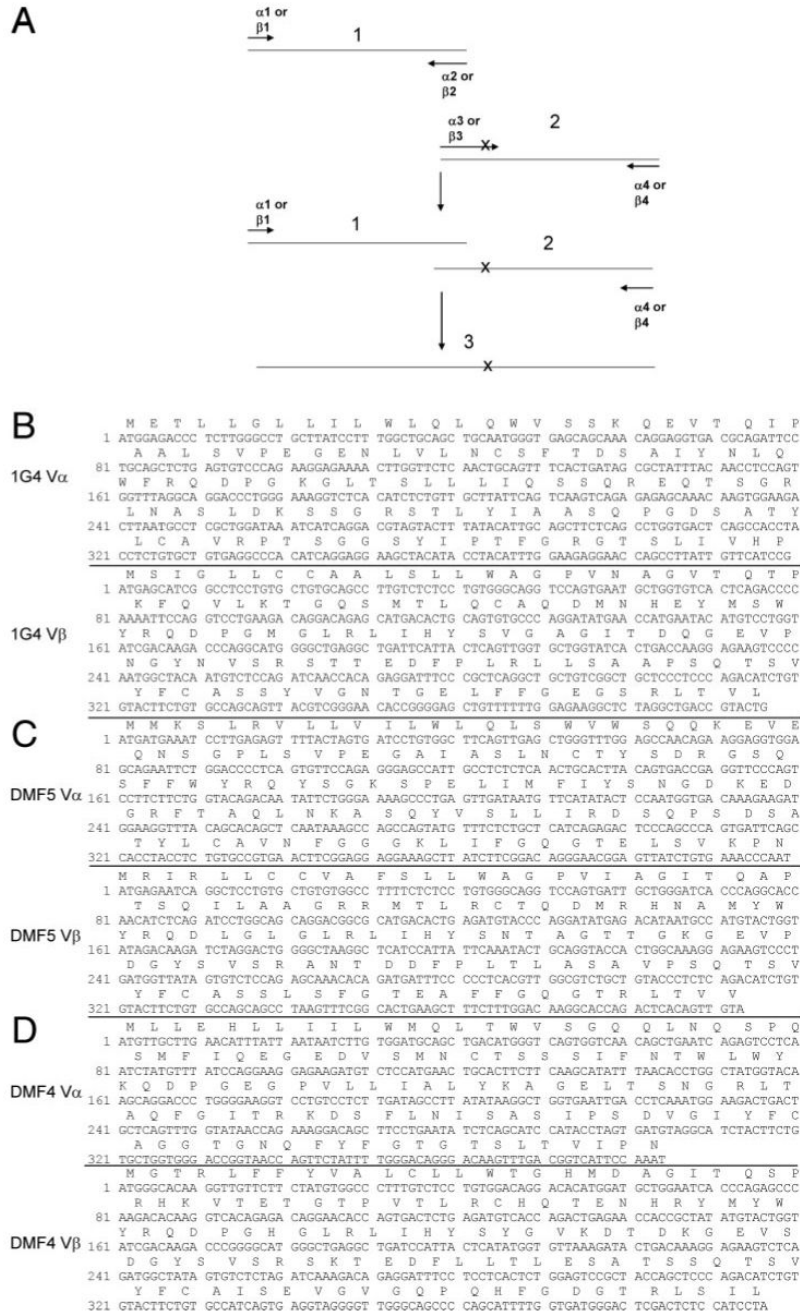 A
α1 or
β1
1
α2 or
β2
α3 or
β3
2
x
α4 or
β4
α1 or
β1
1
2
x
α4 or
β4
3
x
B
1G4 Vα
M E T L L G L L I L W L Q L Q W V S S K Q E V T Q I P
1 ATGGAGACCC TCTTGGGCCT GCTTATCCTT TGGCTGCAGC TGCAATGGGT GAGCAGCAAA CAGGAGGTGA CGCAGATTCC
A A L S V P E G E N L V L N C S F T D S A I Y N L Q
81 TGCAGCTCTG AGTGTCCCAG AAGGAGAAAA CTTGGTTCTC AACTGCAGTT TCACTGATAG CGCTATTTAC AACCTCCAGT
W F R Q D P G K G L T S L L L I Q S S Q R E Q T S G R
161 GGTTTAGGCA GGACCCTGGG AAAGGTCTCA CATCTCTGTT GCTTATTCAG TCAAGTCAGA GAGAGCAAAC AAGTGGAAGA
L N A S L D K S S G R S T L Y I A A S Q P G D S A T Y
241 CTTAATGCCT CGCTGGATAA ATCATCAGGA CGTAGTACTT TATACATTGC AGCTTCTCAG CCTGGTGACT CAGCCACCTA
L C A V R P T S G G S Y I P T F G R G T S L I V H P
321 CCTCTGTGCT GTGAGGCCCA CATCAGGAGG AAGCTACATA CCTACATTTG GAAGAGGAAC CAGCCTTATT GTTCATCCG
1G4 Vβ
M S I G L L C C A A L S L L W A G P V N A G V T Q T P
1 ATGAGCATCG GCCTCCTGTG CTGTGCAGCC TTGTCTCTCC TGTGGGCAGG TCCAGTGAAT GCTGGTGTCA CTCAGACCCC
K F Q V L K T G Q S M T L Q C A Q D M N H E Y M S W
81 AAAATTCCAG GTCCTGAAGA CAGGACAGAG CATGACACTG CAGTGTGCCC AGGATATGAA CCATGAATAC ATGTCCTGGT
Y R Q D P G M G L R L I H Y S V G A G I T D Q G E V P
161 ATCGACAAGA CCCAGGCATG GGGCTGAGGC TGATTCATTA CTCAGTTGGT GCTGGTATCA CTGACCAAGG AGAAGTCCCC
N G Y N V S R S T T E D F P L R L L S A A P S Q T S V
241 AATGGCTACA ATGTCTCCAG ATCAACCACA GAGGATTTCC CGCTCAGGCT GCTGTCGGCT GCTCCCTCCC AGACATCTGT
Y F C A S S Y V G N T G E L F F G E G S R L T V L
321 GTACTTCTGT GCCAGCAGTT ACGTCGGGAA CACCGGGGAG CTGTTTTTTG GAGAAGGCTC TAGGCTGACC GTACTG
C
DMF5 Vα
M M K S L R V L L V I L W L Q L S W V W S Q Q K E V E
1 ATGATGAAAT CCTTGAGAGT TTTACTAGTG ATCCTGTGGC TTCAGTTGAG CTGGGTTTGG AGCCAACAGA AGGAGGTGGA
Q N S G P L S V P E G A I A S L N C T Y S D R G S Q
81 GCAGAATTCT GGACCCCTCA GTGTTCCAGA GGGAGCCATT GCCTCTCTCA ACTGCACTTA CAGTGACCGA GGTTCCCAGT
S F F W Y R Q Y S G K S P E L I M F I Y S N G D K E D
161 CCTTCTTCTG GTACAGACAA TATTCTGGGA AAAGCCCTGA GTTGATAATG TTCATATACT CCAATGGTGA CAAAGAAGAT
G R F T A Q L N K A S Q Y V S L L I R D S Q P S D S A
241 GGAAGGTTTA CAGCACAGCT CAATAAAGCC AGCCAGTATG TTTCTCTGCT CATCAGAGAC TCCCAGCCCA GTGATTCAGC
T Y L C A V N F G G G K L I F G Q G T E L S V K P N
321 CACCTACCTC TGTGCCGTGA ACTTCGGAGG AGGAAAGCTT ATCTTCGGAC AGGGAACGGA GTTATCTGTG AAACCCAAT
DMF5 Vβ
M R I R L L C C V A F S L L W A G P V I A G I T Q A P
1 ATGAGAATCA GGCTCCTGTG CTGTGTGGCC TTTTCTCTCC TGTGGGCAGG TCCAGTGATT GCTGGGATCA CCCAGGCACC
T S Q I L A A G R R M T L R C T Q D M R H N A M Y W
81 AACATCTCAG ATCCTGGCAG CAGGACGGCG CATGACACTG AGATGTACCC AGGATATGAG ACATAATGCC ATGTACTGGT
Y R Q D L G L G L R L I H Y S N T A G T T G K G E V P
161 ATAGACAAGA TCTAGGACTG GGGCTAAGGC TCATCCATTA TTCAAATACT GCAGGTACCA CTGGCAAAGG AGAAGTCCCT
D G Y S V S R A N T D D F P L T L A S A V P S Q T S V
241 GATGGTTATA GTGTCTCCAG AGCAAACACA GATGATTTCC CCCTCACGTT GGCGTCTGCT GTACCCTCTC AGACATCTGT
Y F C A S S L S F G T E A F F G Q G T R L T V V
321 GTACTTCTGT GCCAGCAGCC TAAGTTTCGG CACTGAAGCT TTCTTTGGAC AAGGCACCAG ACTCACAGTT GTA
D
DMF4 Vα
M L L E H L L I I L W M Q L T W V S G Q Q L N Q S P Q
1 ATGTTGCTTG AACATTTATT AATAATCTTG TGGATGCAGC TGACATGGGT CAGTGGTCAA CAGCTGAATC AGAGTCCTCA
S M F I Q E G E D V S M N C T S S S I F N T W L W Y
81 ATCTATGTTT ATCCAGGAAG GAGAAGATGT CTCCATGAAC TGCACTTCTT CAAGCATATT TAACACCTGG CTATGGTACA
K Q D P G E G P V L L I A L Y K A G E L T S N G R L T
161 AGCAGGACCC TGGGGAAGGT CCTGTCCTCT TGATAGCCTT ATATAAGGCT GGTGAATTGA CCTCAAATGG AAGACTGACT
A Q F G I T R K D S F L N I S A S I P S D V G I Y F C
241 GCTCAGTTTG GTATAACCAG AAAGGACAGC TTCCTGAATA TCTCAGCATC CATACCTAGT GATGTAGGCA TCTACTTCTG
A G G T G N Q F Y F G T G T S L T V I P N
321 TGCTGGTGGG ACCGGTAACC AGTTCTATTT TGGGACAGGG ACAAGTTTGA CGGTCATTCC AAAT
DMF4 Vβ
M G T R L F F Y V A L C L L W T G H M D A G I T Q S P
1 ATGGGCACAA GGTTGTTCTT CTATGTGGCC CTTTGTCTCC TGTGGACAGG ACACATGGAT GCTGGAATCA CCCAGAGCCC
R H K V T E T G T P V T L R C H Q T E N H R Y M Y W
81 AAGACACAAG GTCACAGAGA CAGGAACACC AGTGACTCTG AGATGTCACC AGACTGAGAA CCACCGCTAT ATGTACTGGT
Y R Q D P G H G L R L I H Y S Y G V K D T D K G E V S
161 ATCGACAAGA CCCGGGGCAT GGGCTGAGGC TGATCCATTA CTCATATGGT GTTAAAGATA CTGACAAAGG AGAAGTCTCA
D G Y S V S R S K T E D F L L T L E S A T S S Q T S V
241 GATGGCTATA GTGTCTCTAG ATCAAAGACA GAGGATTTCC TCCTCACTCT GGAGTCCGCT ACCAGCTCCC AGACATCTGT
Y F C A I S E V G V G Q P Q H F G D G T R L S I L
321 GTACTTCTGT GCCATCAGTG AGGTAGGGGT TGGGCAGCCC CAGCATTTTG GTGATGGGAC TCGACTCTCC ATCCTA